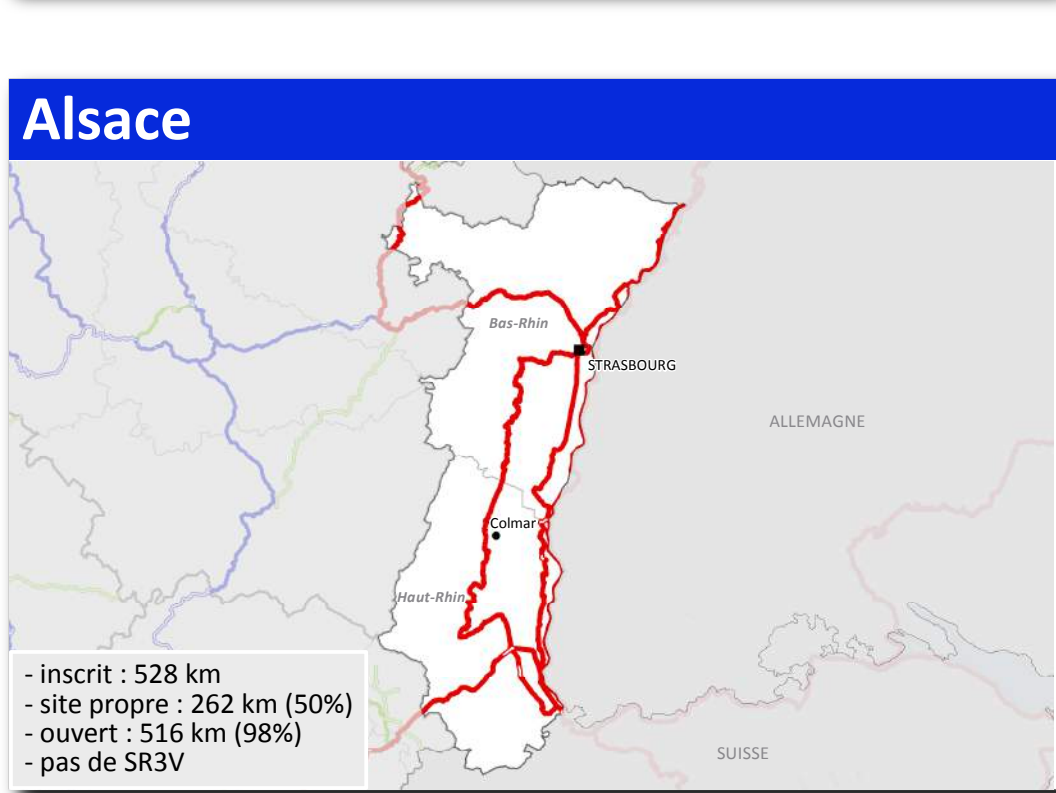 Alsace
Bas-Rhin
STRASBOURG
ALLEMAGNE
Colmar
Haut-Rhin
- inscrit : 528 km
- site propre : 262 km (50%)
- ouvert : 516 km (98%)
- pas de SR3V
SUISSE